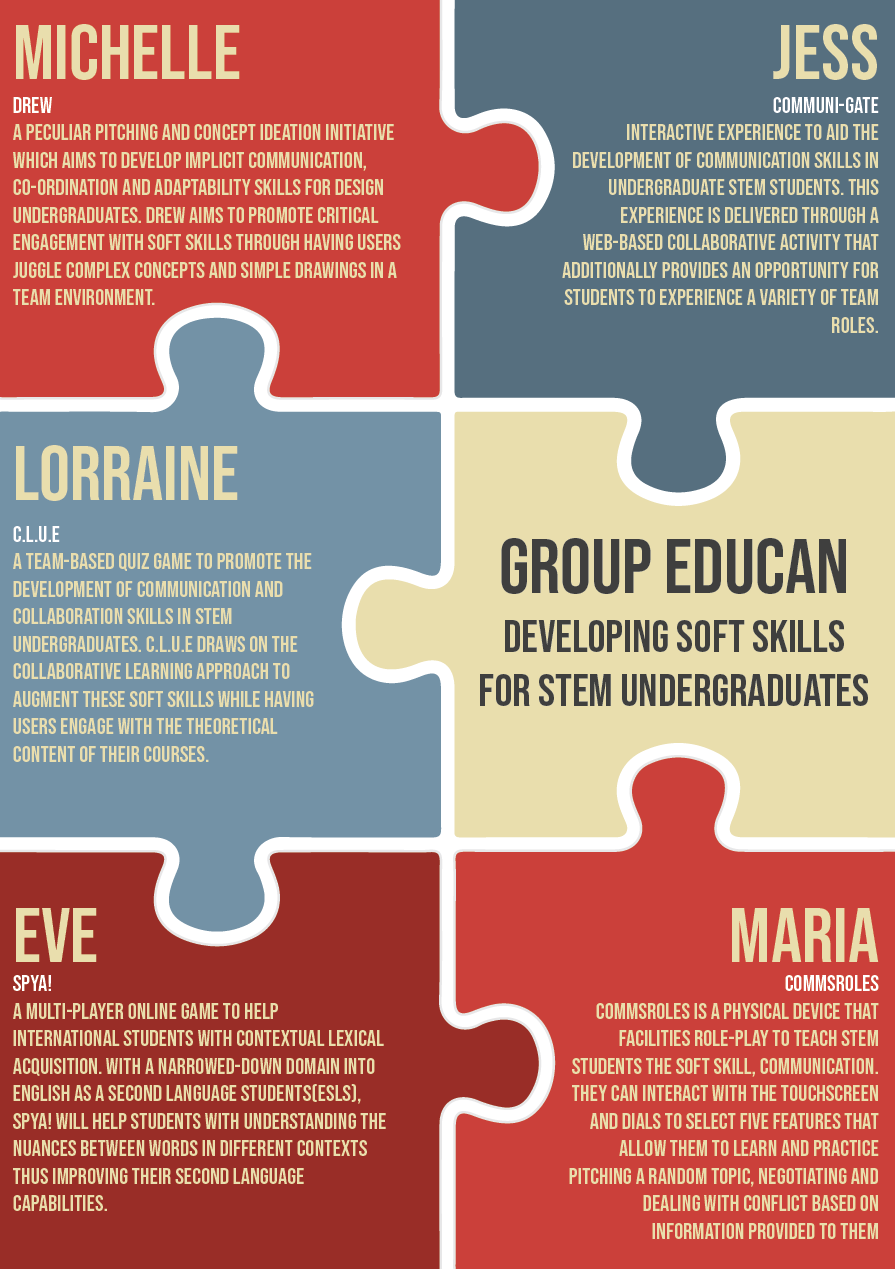 MICHELLE
DREW
A PECULIAR PITCHING AND CONCEPT IDEATION INITIATIVE
WHICH AIMS TO DEVELOP IMPLICIT COMMUNICATION,
CO-ORDINATION AND ADAPTABILITY SKILLS FOR DESIGN
UNDERGRADUATES. DREW AIMS TO PROMOTE CRITICAL
ENGAGEMENT WITH SOFT SKILLS THROUGH HAVING USERS
JUGGLE COMPLEX CONCEPTS AND SIMPLE DRAWINGS IN A
TEAM ENVIRONMENT.
JESS
COMMUNI-GATE
INTERACTIVE EXPERIENCE TO AID THE
DEVELOPMENT OF COMMUNICATION SKILLS IN
UNDERGRADUATE STEM STUDENTS. THIS
EXPERIENCE IS DELIVERED THROUGH A
WEB-BASED COLLABORATIVE ACTIVITY THAT
ADDITIONALLY PROVIDES AN OPPORTUNITY FOR
STUDENTS TO EXPERIENCE A VARIETY OF TEAM
ROLES.
LORRAINE
C.L.U.E
A TEAM-BASED QUIZ GAME TO PROMOTE THE
DEVELOPMENT OF COMMUNICATION AND
COLLABORATION SKILLS IN STEM
UNDERGRADUATES. C.L.U.E DRAWS ON THE
COLLABORATIVE LEARNING APPROACH TO
AUGMENT THESE SOFT SKILLS WHILE HAVING
USERS ENGAGE WITH THE THEORETICAL
CONTENT OF THEIR COURSES.
GROUP EDUCAN
DEVELOPING SOFT SKILLS
FOR STEM UNDERGRADUATES
EVE
SPYA!
A MULTI-PLAYER ONLINE GAME TO HELP
INTERNATIONAL STUDENTS WITH CONTEXTUAL LEXICAL
ACQUISITION. WITH A NARROWED-DOWN DOMAIN INTO
ENGLISH AS A SECOND LANGUAGE STUDENTS(ESLS),
SPYA! WILL HELP STUDENTS WITH UNDERSTANDING THE
NUANCES BETWEEN WORDS IN DIFFERENT CONTEXTS
THUS IMPROVING THEIR SECOND LANGUAGE
CAPABILITIES.
MARIA
COMMSROLES
COMMSROLES IS A PHYSICAL DEVICE THAT
FACILITIES ROLE-PLAY TO TEACH STEM
STUDENTS THE SOFT SKILL, COMMUNICATION.
THEY CAN INTERACT WITH THE TOUCHSCREEN
AND DIALS TO SELECT FIVE FEATURES THAT
ALLOW THEM TO LEARN AND PRACTICE
PITCHING A RANDOM TOPIC, NEGOTIATING AND
DEALING WITH CONFLICT BASED ON
INFORMATION PROVIDED TO THEM